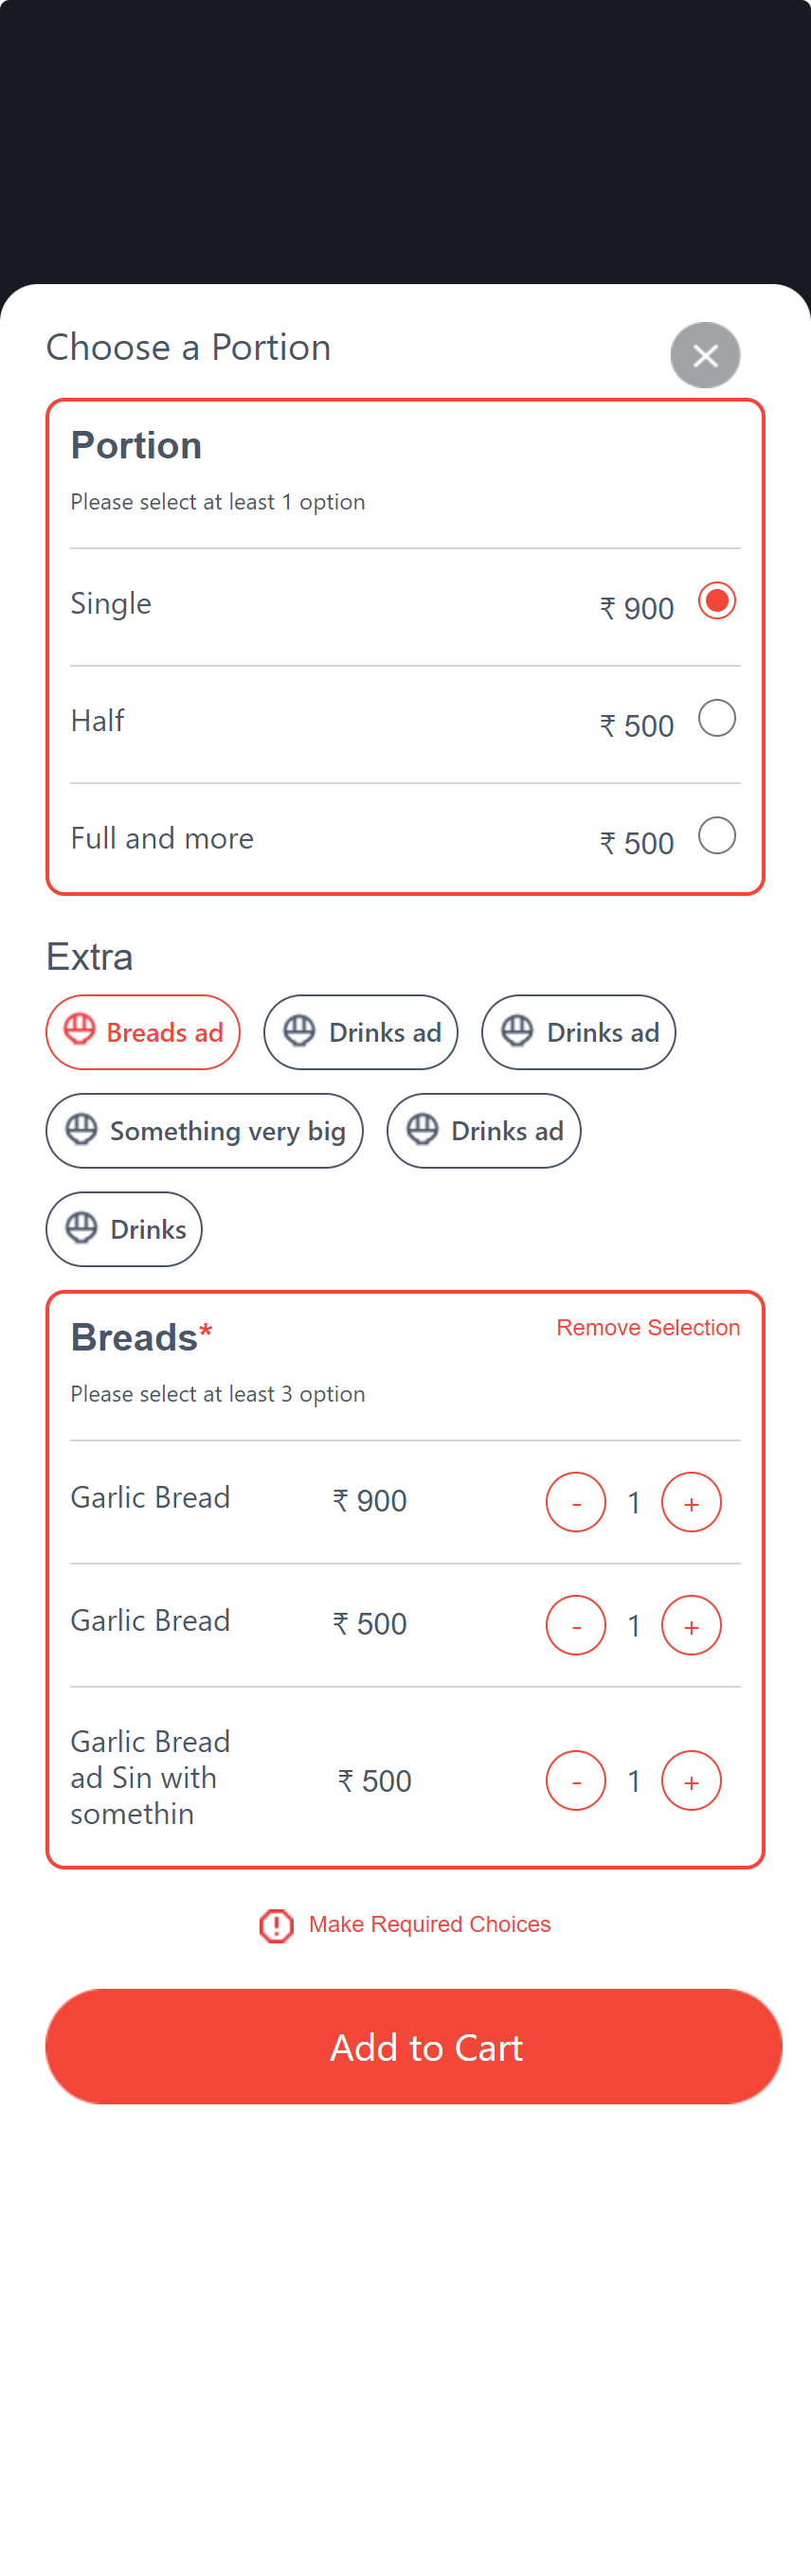 Choose a Portion
Portion
Please select at least 1 option
Single ₹ 900
Half ₹ 500
Full and more ₹ 500
Extra
Breads ad Drinks ad Drinks ad
Something very big Drinks ad
Drinks
Breads* Remove Selection
Please select at least 3 option
Garlic Bread ₹ 900 - 1 +
Garlic Bread ₹ 500 - 1 +
Garlic Bread
ad Sin with ₹ 500 - 1 +
somethin
Make Required Choices
Add to Cart